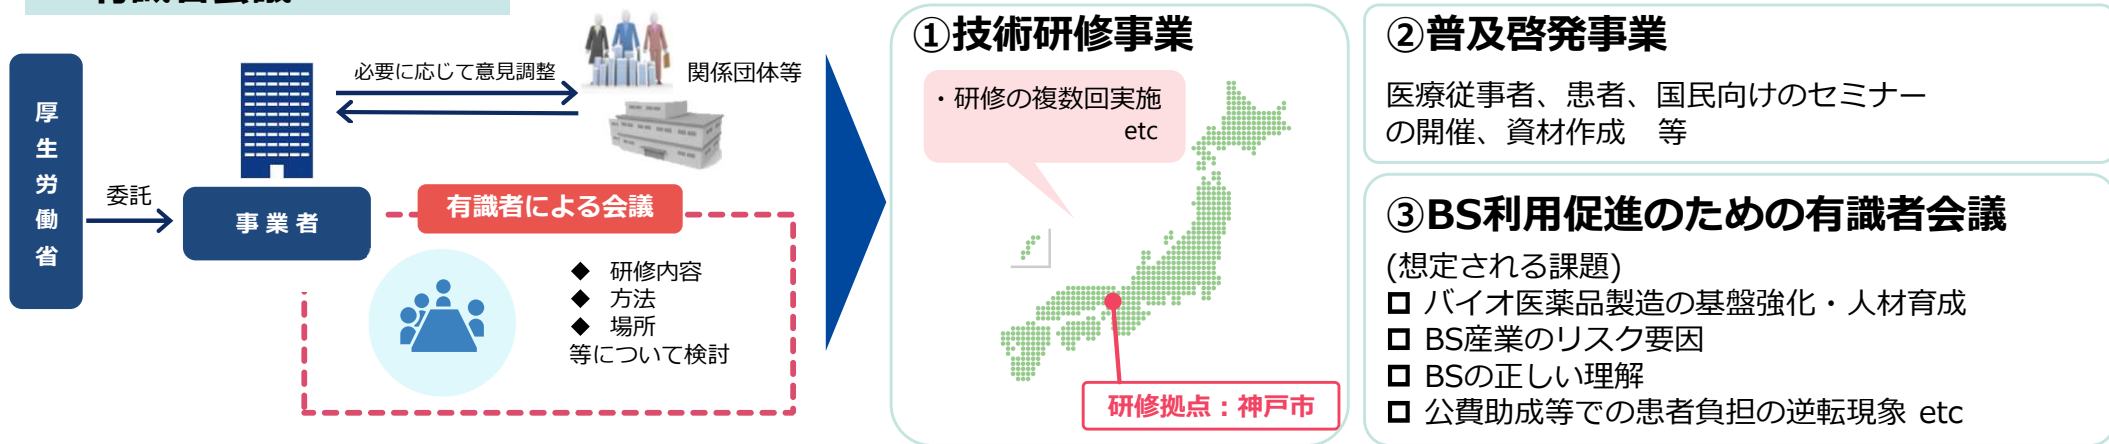 有識者会議
厚生労働省
委託
事業者
必要に応じて意見調整
関係団体等
有識者による会議
◆ 研修内容
◆ 方法
◆ 場所
等について検討
①技術研修事業
・研修の複数回実施
etc
研修拠点：神戸市
②普及啓発事業
医療従事者、患者、国民向けのセミナー
の開催、資材作成　等
③BS利用促進のための有識者会議
(想定される課題)
□ バイオ医薬品製造の基盤強化・人材育成
□ BS産業のリスク要因
□ BSの正しい理解
□ 公費助成等での患者負担の逆転現象 etc